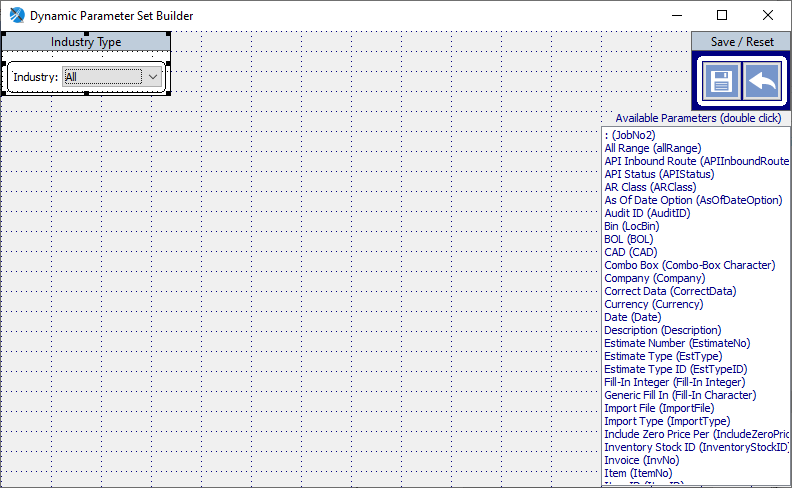 Dynamic Parameter Set Builder
Industry Type
Industry: All
Save / Reset
Available Parameters (double click)
: (JobNo2)
All Range (allRange)
API Inbound Route (APIInboundRoute
API Status (APIStatus)
AR Class (ARClass)
As Of Date Option (AsOfDateOption)
Audit ID (AuditID)
Bin (LocBin)
BOL (BOL)
CAD (CAD)
Combo Box (Combo-Box Character)
Company (Company)
Correct Data (CorrectData)
Currency (Currency)
Date (Date)
Description (Description)
Estimate Number (EstimateNo)
Estimate Type (EstType)
Estimate Type ID (EstTypeID)
Fill-In Integer (Fill-In Integer)
Generic Fill In (Fill-In Character)
Import File (ImportFile)
Import Type (ImportType)
Include Zero Price Per (IncludeZeroPric
Inventory Stock ID (InventoryStockID)
Invoice (InvNo)
Item (ItemNo)